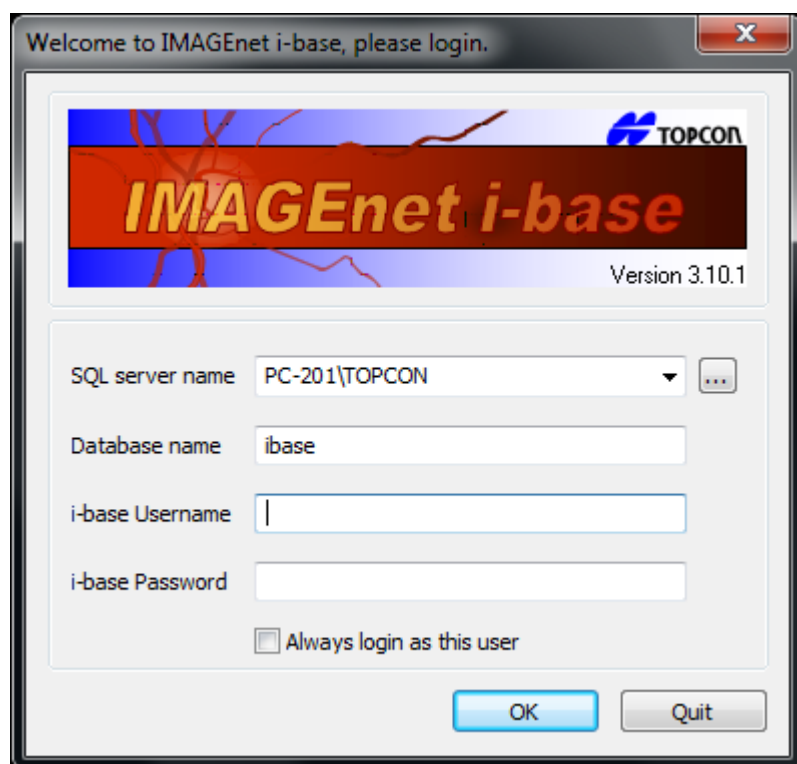 Welcome to IMAGEnet i-base, please login.
TOPCON
IMAGEnet i-base
Version 3.10.1
SQL server name PC-201\TOPCON ...
Database name ibase
i-base Username
i-base Password
Always login as this user
OK Quit